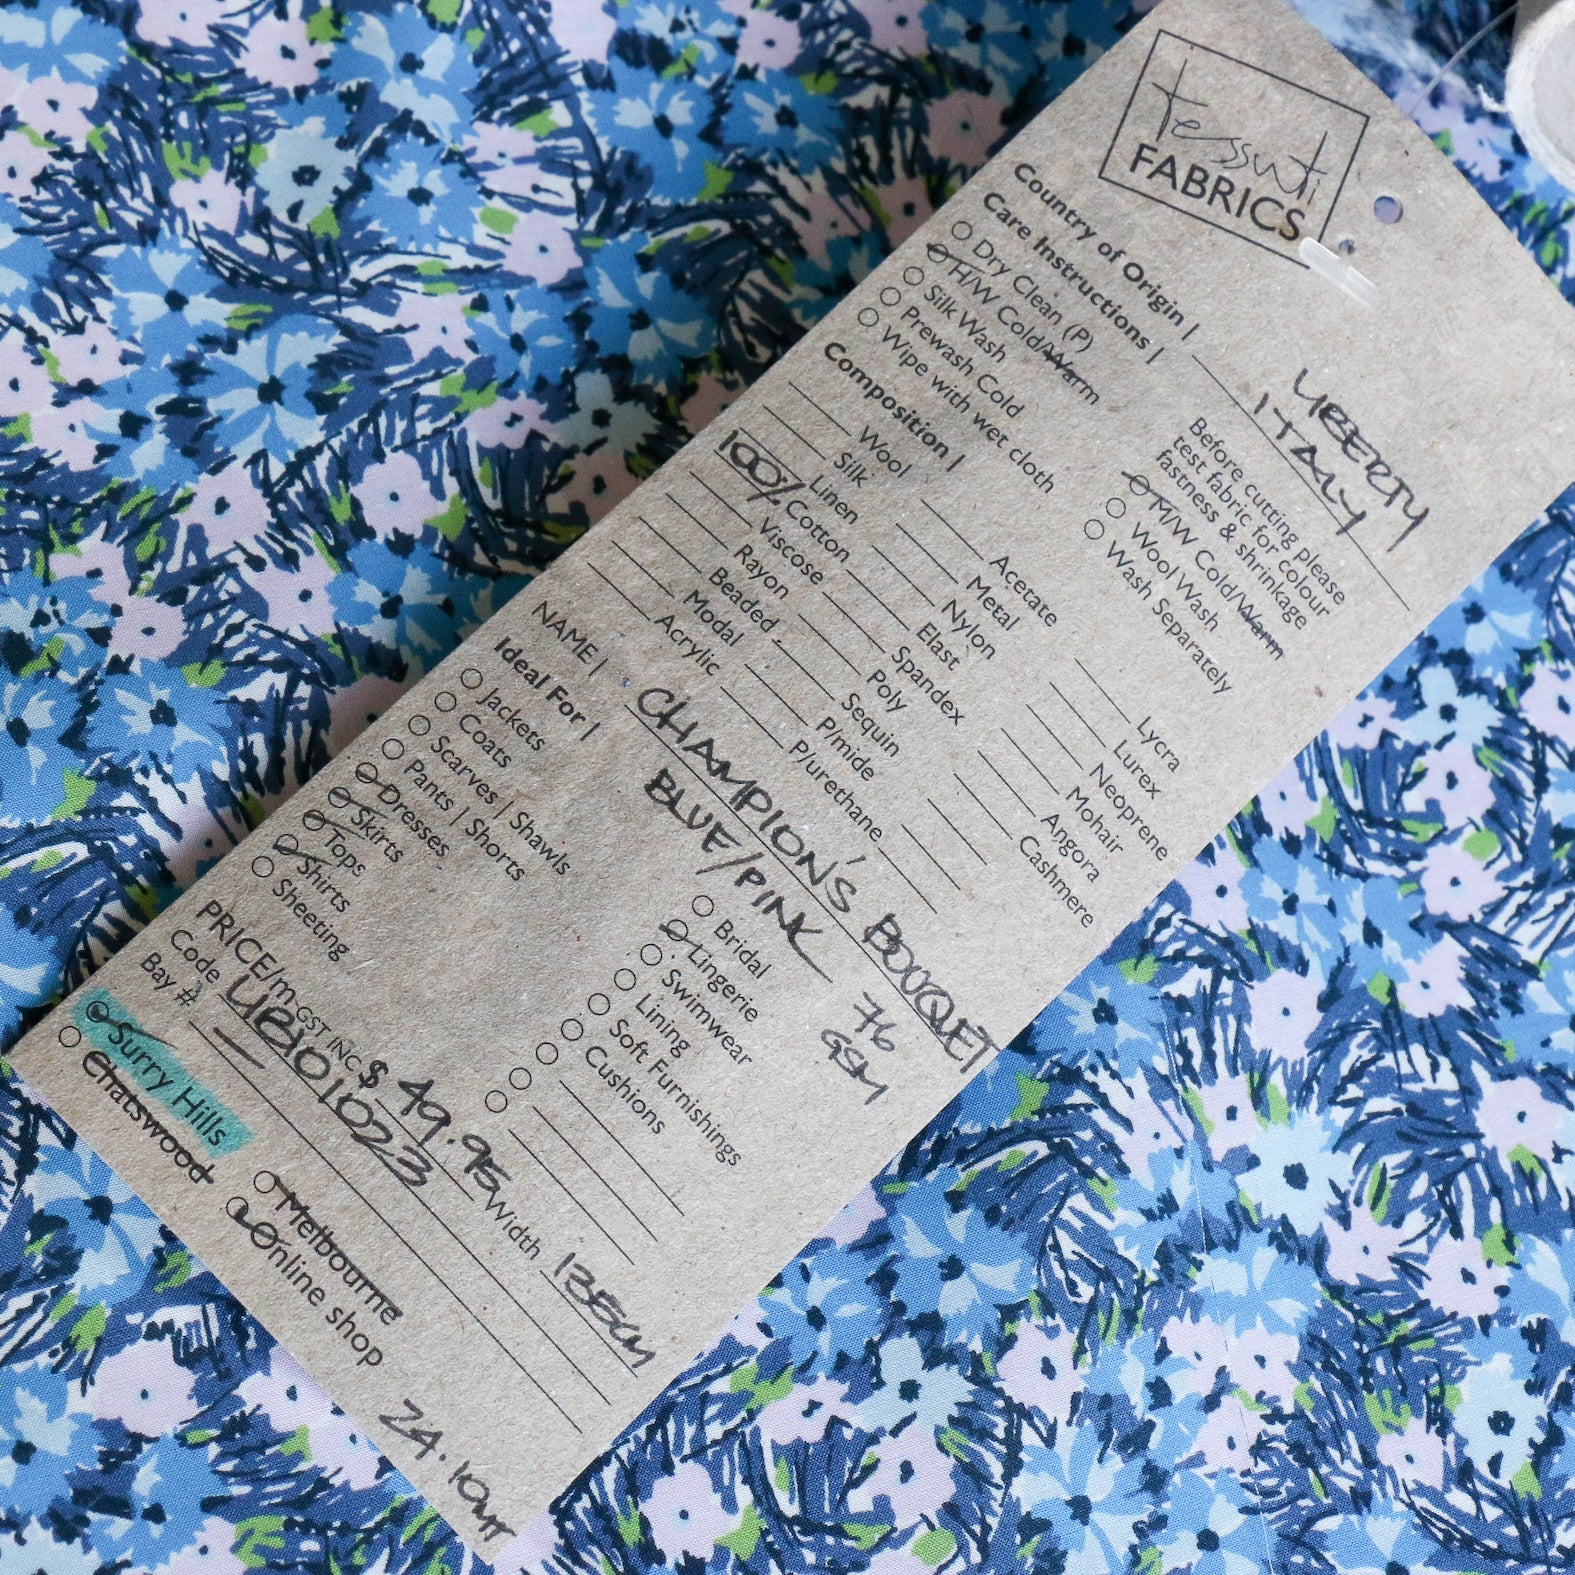 tessuti
FABRICS
Country of Origin | LIBERTY
ITALY
Care Instructions |
Dry Clean (P)
H/W Cold/Warm
Silk Wash
Prewash Cold
Wipe with wet cloth
Before cutting please
test fabric for colour
fastness & shrinkage
M/W Cold/Warm
Wool Wash
Wash Separately
Composition |
Wool
Silk
Linen
100% Cotton
Viscose
Rayon
Beaded
Modal
Acrylic
Acetate
Metal
Nylon
Elast
Spandex
Poly
Sequin
P/mide
P/urethane
Lycra
Lurex
Neoprene
Mohair
Angora
Cashmere
NAME | CHAMPION'S BOUQUET
BLUE/PINK 76
GSM
Ideal For |
Jackets
Coats
Scarves | Shawls
Pants | Shorts
Dresses
Skirts
Tops
Shirts
Sheeting
Bridal
Lingerie
Swimwear
Lining
Soft Furnishings
Cushions
PRICE/m GST INC $ 49.95 Width 135cm
Code LIB01023
Bay #: —
Surry Hills
Chatswood
Melbourne
Online shop
24.10mt